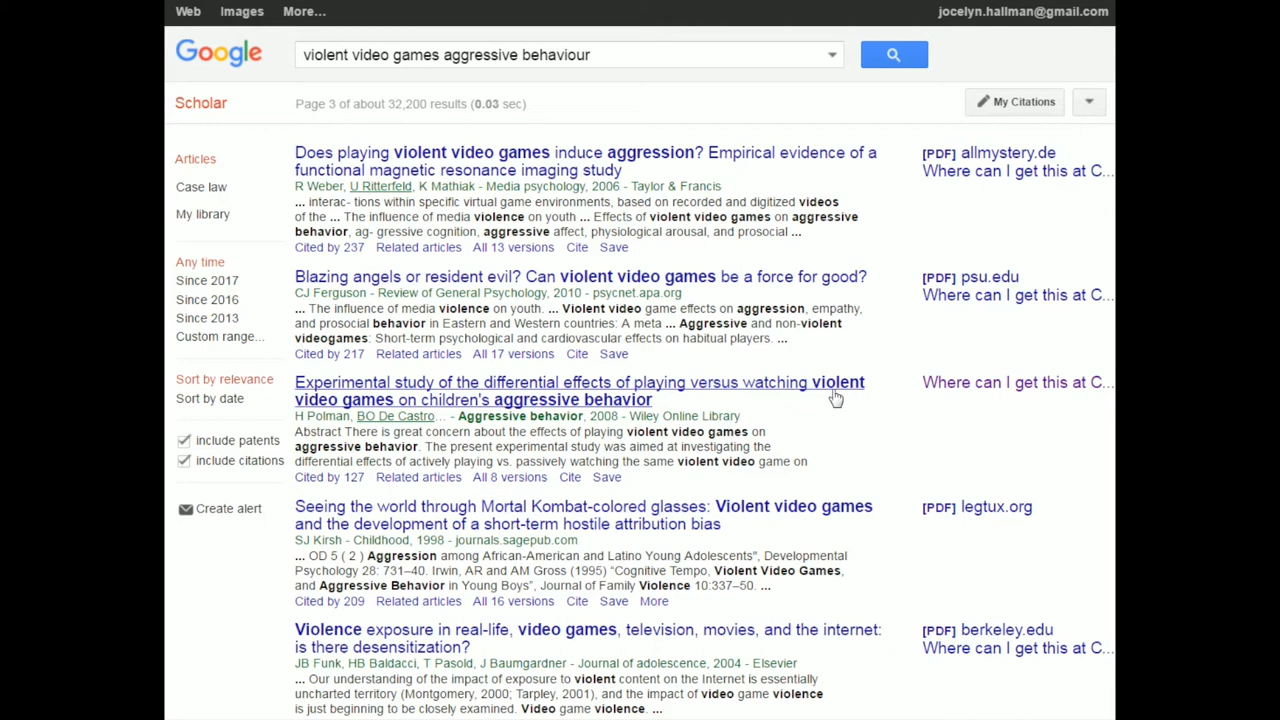 Web Images More... jocelyn.hallman@gmail.com
Google violent video games aggressive behaviour
Scholar Page 3 of about 32,200 results (0.03 sec) My Citations
Articles
Case law
My library
Any time
Since 2017
Since 2016
Since 2013
Custom range...
Sort by relevance
Sort by date
include patents
include citations
Create alert
Does playing violent video games induce aggression? Empirical evidence of a
functional magnetic resonance imaging study
R Weber, U Ritterfeld, K Mathiak - Media psychology, 2006 - Taylor & Francis
... interac- tions within specific virtual game environments, based on recorded and digitized videos
of the ... The influence of media violence on youth ... Effects of violent video games on aggressive
behavior, ag- gressive cognition, aggressive affect, physiological arousal, and prosocial ...
Cited by 237 Related articles All 13 versions Cite Save
[PDF] allmystery.de
Where can I get this at C...
Blazing angels or resident evil? Can violent video games be a force for good?
CJ Ferguson - Review of General Psychology, 2010 - psycnet.apa.org
... The influence of media violence on youth. ... Violent video game effects on aggression, empathy,
and prosocial behavior in Eastern and Western countries: A meta ... Aggressive and non-violent
videogames: Short-term psychological and cardiovascular effects on habitual players. ...
Cited by 217 Related articles All 17 versions Cite Save
[PDF] psu.edu
Where can I get this at C...
Experimental study of the differential effects of playing versus watching violent
video games on children's aggressive behavior
H Polman, BO De Castro... - Aggressive behavior, 2008 - Wiley Online Library
Abstract There is great concern about the effects of playing violent video games on
aggressive behavior. The present experimental study was aimed at investigating the
differential effects of actively playing vs. passively watching the same violent video game on
Cited by 127 Related articles All 8 versions Cite Save
Where can I get this at C...
Seeing the world through Mortal Kombat-colored glasses: Violent video games
and the development of a short-term hostile attribution bias
SJ Kirsh - Childhood, 1998 - journals.sagepub.com
... OD 5 ( 2 ) Aggression among African-American and Latino Young Adolescents", Developmental
Psychology 28: 731–40. Irwin, AR and AM Gross (1995) “Cognitive Tempo, Violent Video Games,
and Aggressive Behavior in Young Boys”, Journal of Family Violence 10:337–50. ...
Cited by 209 Related articles All 16 versions Cite Save More
[PDF] legtux.org
Violence exposure in real-life, video games, television, movies, and the internet:
is there desensitization?
JB Funk, HB Baldacci, T Pasold, J Baumgardner - Journal of adolescence, 2004 - Elsevier
... Our understanding of the impact of exposure to violent content on the Internet is essentially
uncharted territory (Montgomery, 2000; Tarpley, 2001), and the impact of video game violence
is just beginning to be closely examined. Video game violence. ...
[PDF] berkeley.edu
Where can I get this at C...